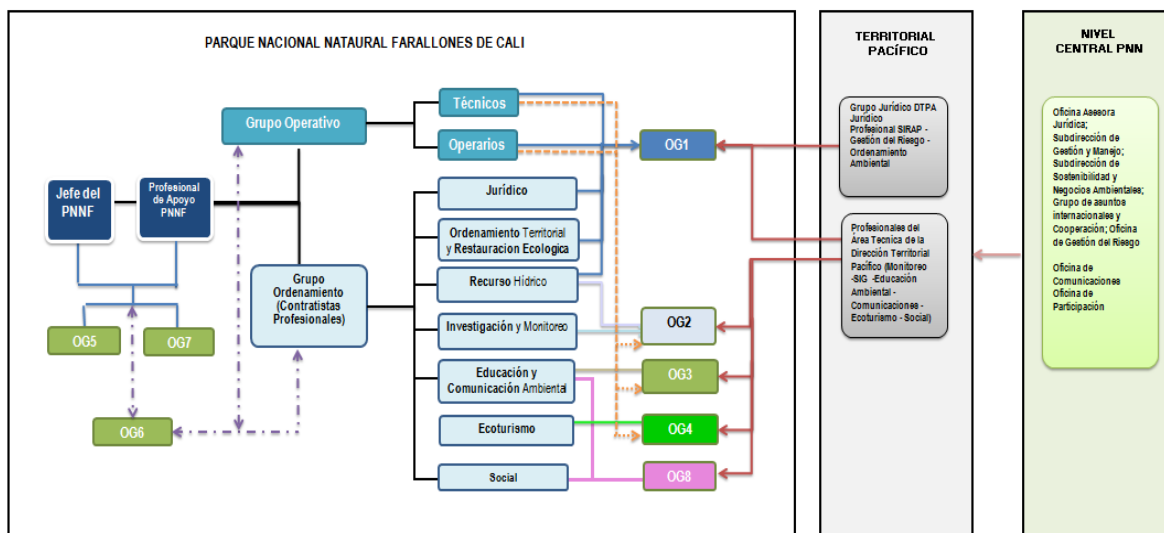 PARQUE NACIONAL NATAURAL FARALLONES DE CALI
Grupo Operativo
Técnicos
Operarios
Jefe del
PNNF
Profesional
de Apoyo
PNNF
Grupo
Ordenamiento
(Contratistas
Profesionales)
Jurídico
Ordenamiento Territorial
y Restauracion Ecologica
Recurso Hídrico
Investigación y Monitoreo
Educación y
Comunicación Ambiental
Ecoturismo
Social
OG5
OG7
OG6
OG1
OG2
OG3
OG4
OG8
TERRITORIAL
PACÍFICO
Grupo Jurídico DTPA
Jurídico
Profesional SIRAP -
Gestión del Riesgo -
Ordenamiento
Ambiental
Profesionales del
Área Tecnica de la
Dirección Territorial
Pacífico (Monitoreo
-SIG -Educación
Ambiental -
Comunicaciones -
Ecoturismo - Social)
NIVEL
CENTRAL PNN
Oficina Asesora
Jurídica;
Subdirección de
Gestión y Manejo;
Subdirección de
Sostenibilidad y
Negocios Ambientales;
Grupo de asuntos
internacionales y
Cooperación; Oficina
de Gestión del Riesgo
Oficina de
Comunicaciones
Oficina de
Participación